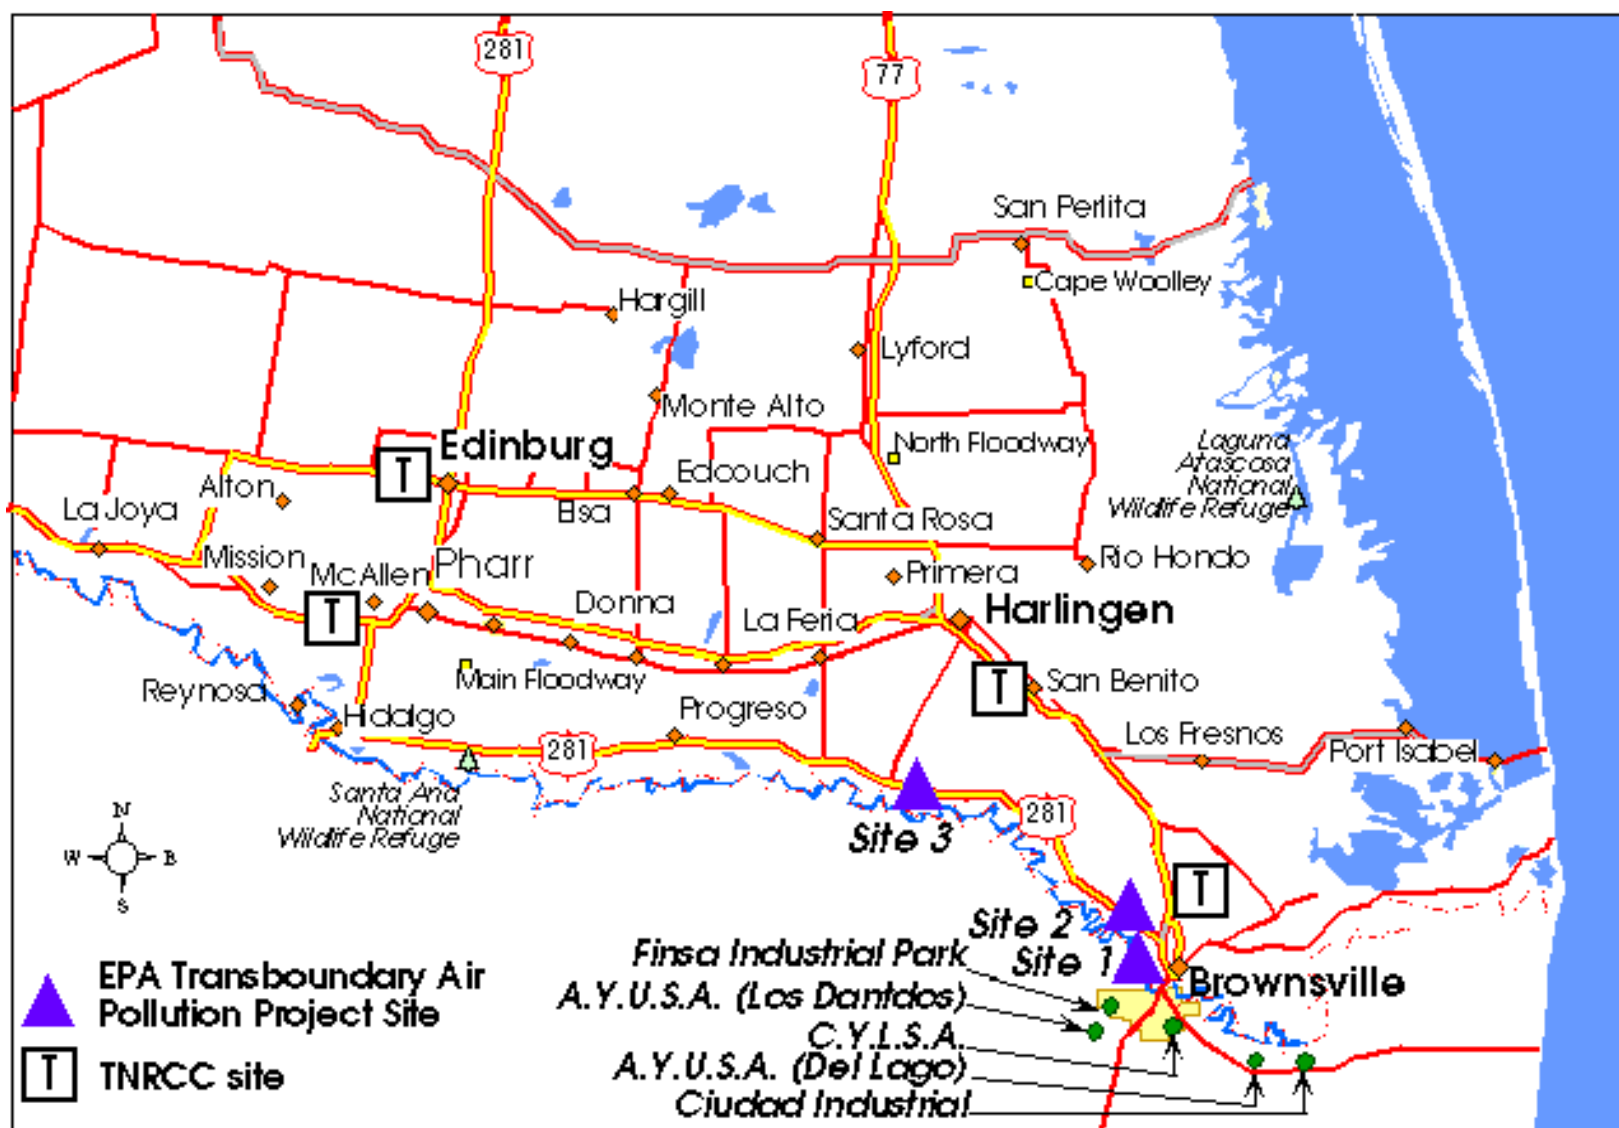 281
77
San Perlita
Cape Woolley
Hargill
Lyford
Monte Alto
Edinburg
North Floodway
Laguna
Atascosa
National
Wildlife Refuge
T
Edcouch
Alton
La Joya
Elsa
Santa Rosa
Mission
McAllen
Pharr
Primera
Rio Hondo
T
Donna
La Feria
Harlingen
Main Floodway
T
San Benito
Reynosa
Hidalgo
Progreso
281
Los Fresnos
Port Isabel
Santa Ana
National
Wildlife Refuge
281
Site 3
N
W
B
S
T
Site 2
Finsa Industrial Park
Site 1
Brownsville
A.Y.U.S.A. (Los Dantdos)
C.Y.L.S.A.
A.Y.U.S.A. (Del Lago)
Ciudad Industrial
EPA Transboundary Air
Pollution Project Site
T
TNRCC site